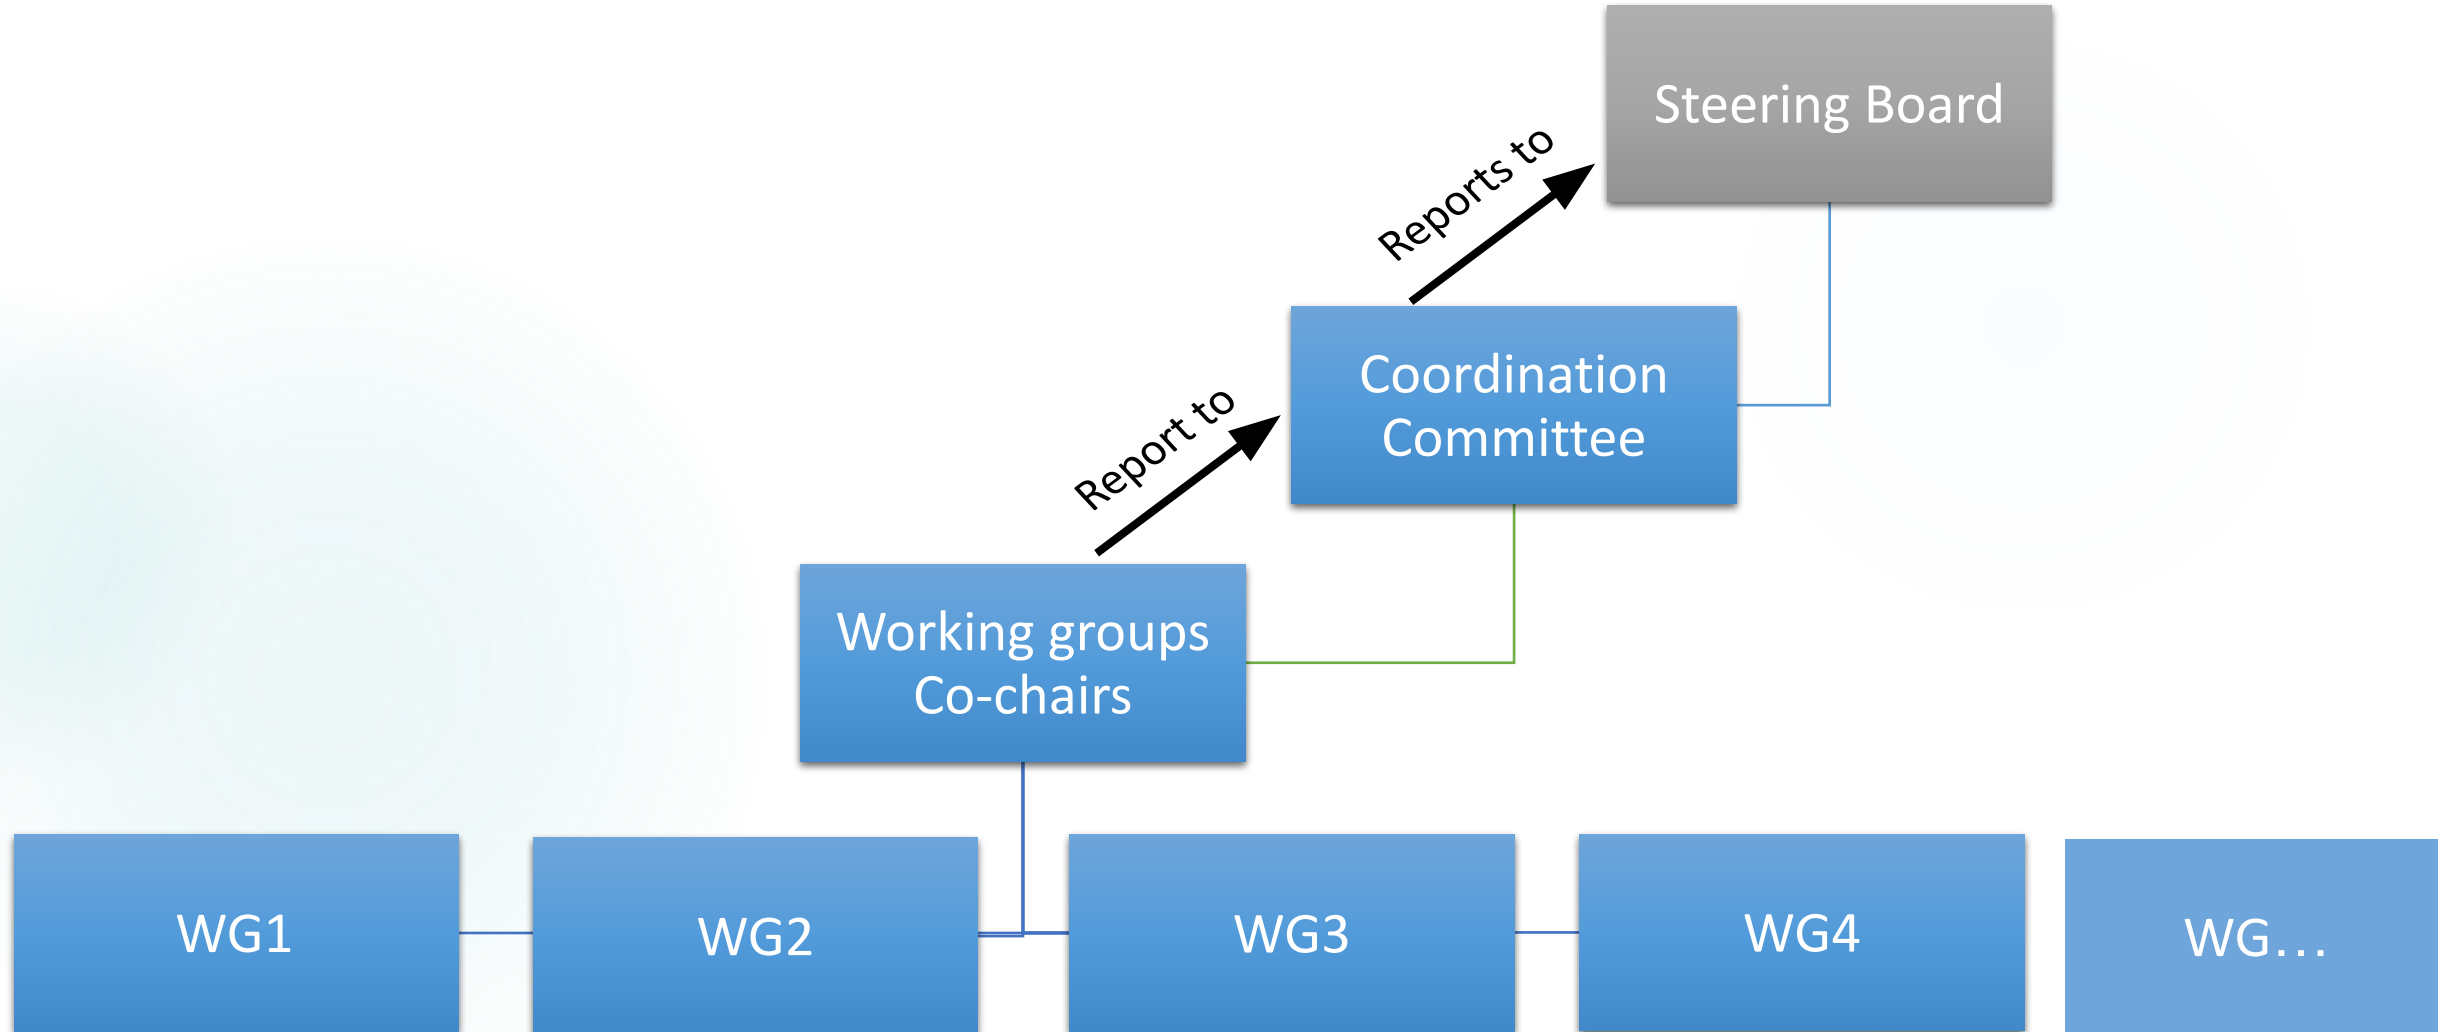 Steering Board
Reports to
Coordination
Committee
Report to
Working groups
Co-chairs
WG1
WG2
WG3
WG4
WG...